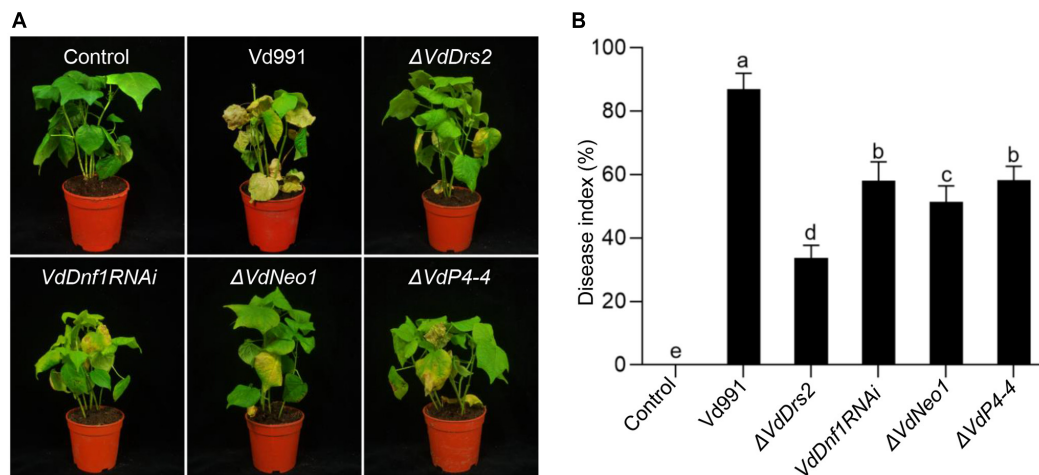 A
Control
Vd991
ΔVdDrs2
VdDnf1RNAi
ΔVdNeo1
ΔVdP4-4
B
Disease index (%)
100
80
60
40
20
0
e
a
d
b
c
b
Control
Vd991
ΔVdDrs2
VdDnf1RNAi
ΔVdNeo1
ΔVdP4-4